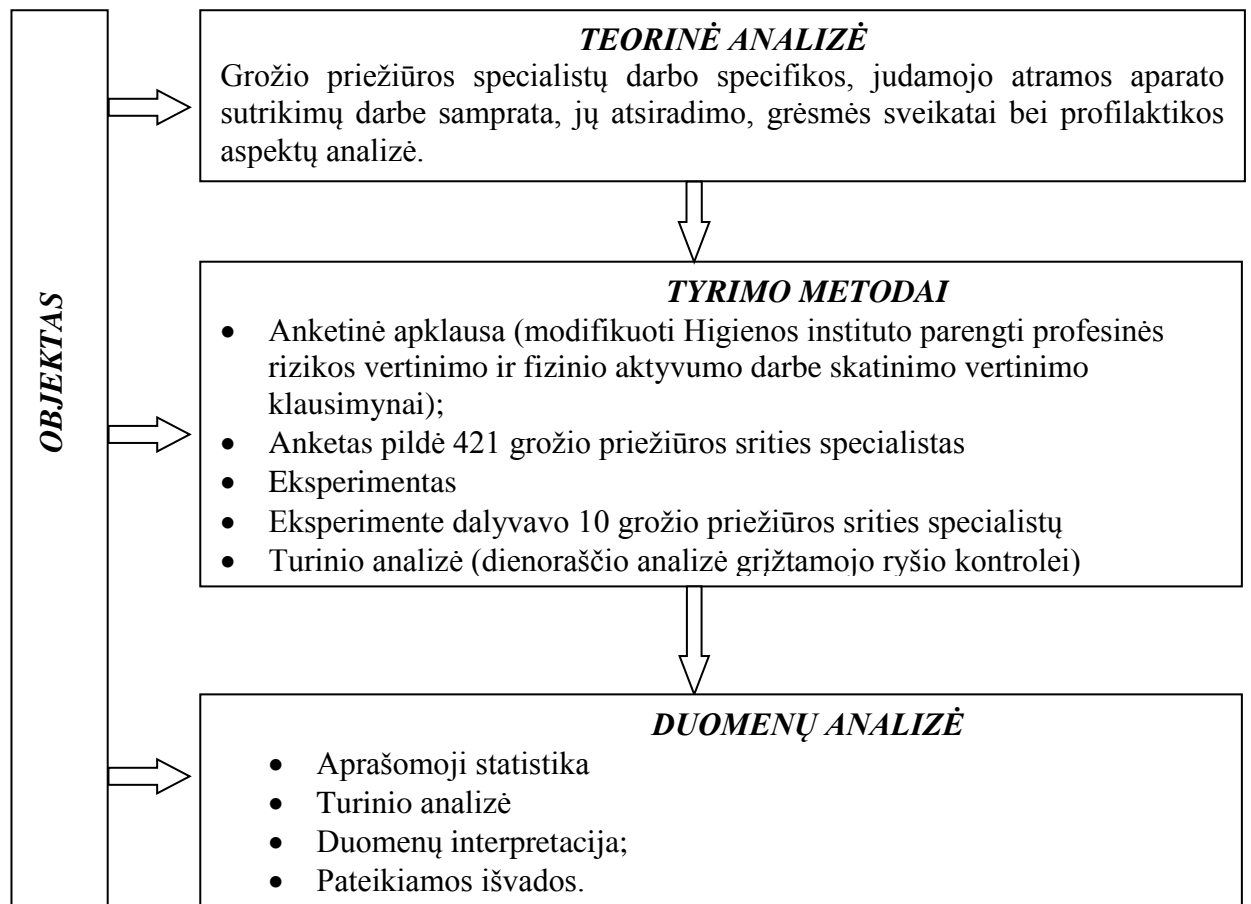 OBJEKTAS
TEORINĖ ANALIZĖ
Grožio priežiūros specialistų darbo specifikos, judamojo atramos aparato
sutrikimų darbe samprata, jų atsiradimo, grėsmės sveikatai bei profilaktikos
aspektų analizė.
TYRIMO METODAI
• Anketinė apklausa (modifikuoti Higienos instituto parengti profesinės
rizikos vertinimo ir fizinio aktyvumo darbe skatinimo vertinimo
klausimynai);
• Anketas pildė 421 grožio priežiūros srities specialistas
• Eksperimentas
• Eksperimente dalyvavo 10 grožio priežiūros srities specialistų
• Turinio analizė (dienoraščio analizė grįžtamojo ryšio kontrolei)
DUOMENŲ ANALIZĖ
• Aprašomoji statistika
• Turinio analizė
• Duomenų interpretacija;
• Pateikiamos išvados.